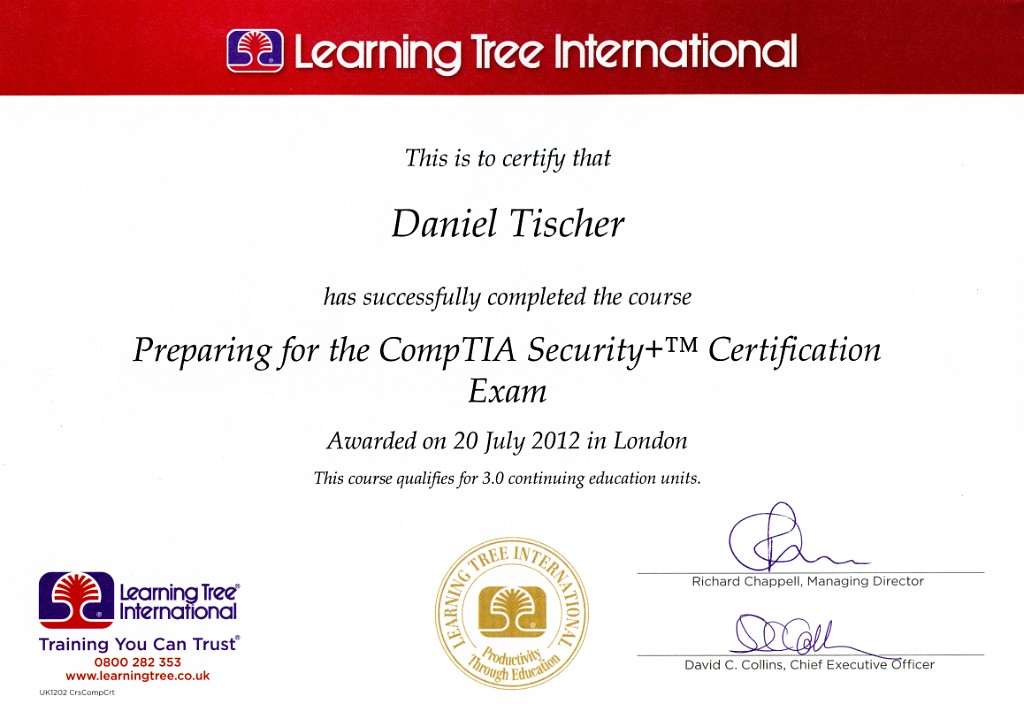 Learning Tree International
This is to certify that
Daniel Tischer
has successfully completed the course
Preparing for the CompTIA Security+™ Certification
Exam
Awarded on 20 July 2012 in London
This course qualifies for 3.0 continuing education units.
Richard Chappell, Managing Director
David C. Collins, Chief Executive Officer
LEARNING TREE INTERNATIONAL
Productivity
Through Education
®
Learning Tree®
International
Training You Can Trust®
0800 282 353
www.learningtree.co.uk
UK1202 CrsCompCrt